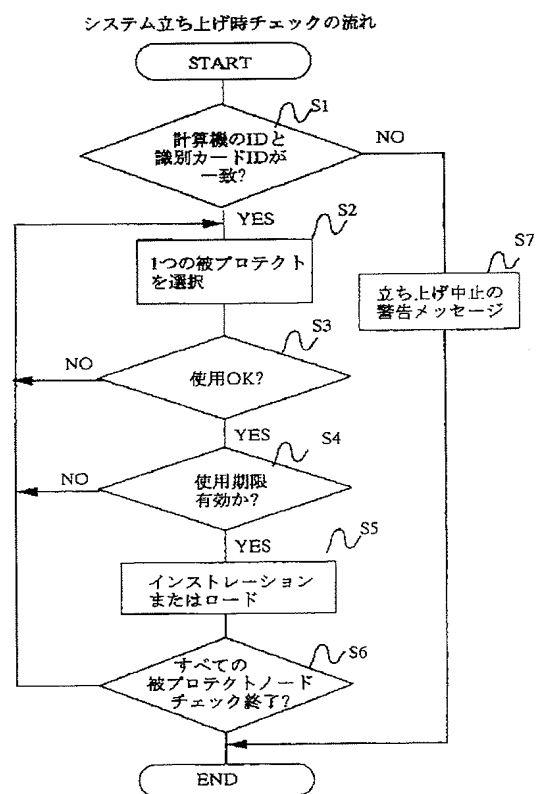 システム立ち上げ時チェックの流れ
START
S1
計算機のIDと
識別カードIDが
一致?
NO
YES
S2
1つの被プロテクト
を選択
S7
立ち上げ中止の
警告メッセージ
S3
使用OK?
NO
YES
S4
使用期限
有効か?
NO
YES
S5
インストレーション
またはロード
S6
すべての
被プロテクトノード
チェック終了?
END